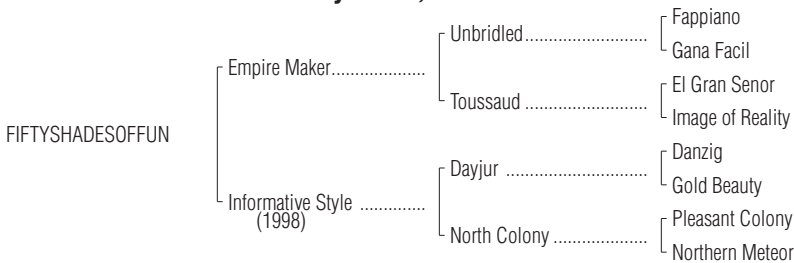 Fappiano
Unbridled..............................
Gana Facil
Empire Maker.....................
El Gran Senor
Toussaud ..............................
Image of Reality
FIFTYSHADESOFFUN
Danzig
Dayjur ...................................
Gold Beauty
Informative Style ...............
(1998)
Pleasant Colony
North Colony .......................
Northern Meteor